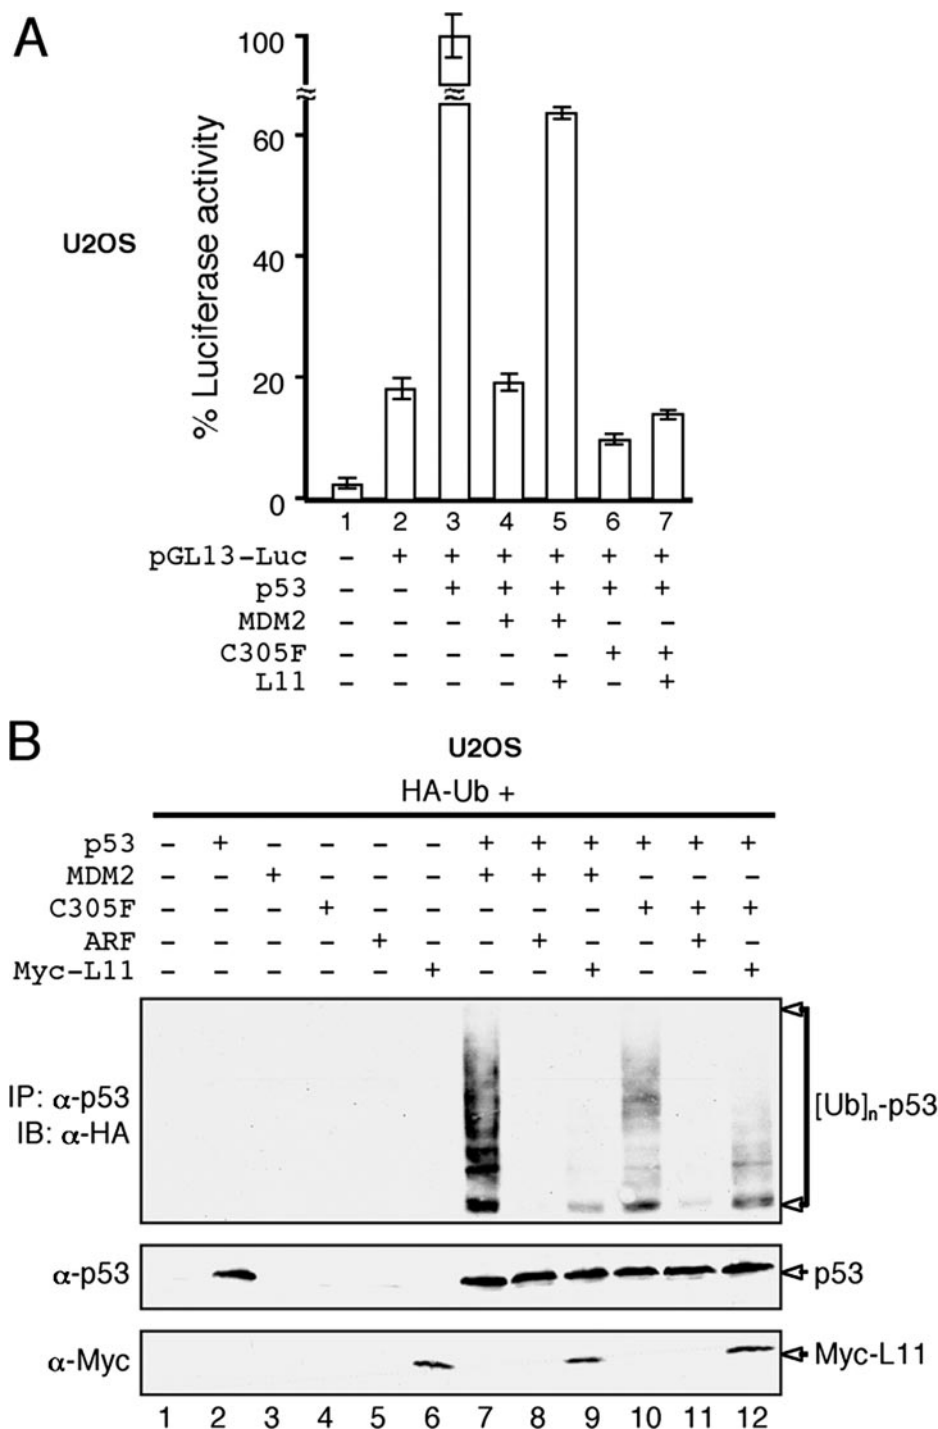 A
100
60
40
20
0
% Luciferase activity
U2OS
1 2 3 4 5 6 7
pGL13-Luc - + + + + + +
p53 - - + + + + +
MDM2 - - - + + - -
C305F - - - - - + +
L11 - - - - + - +
B
U2OS
HA-Ub +
p53 - + - - - - + + + + + +
MDM2 - - + - - - + + + - - -
C305F - - - + - - - - - + + +
ARF - - - - + - - + - - + -
Myc-L11 - - - - - + - - + - - +
IP: α-p53
IB: α-HA
[Ub]n-p53
α-p53
p53
α-Myc
Myc-L11
1 2 3 4 5 6 7 8 9 10 11 12